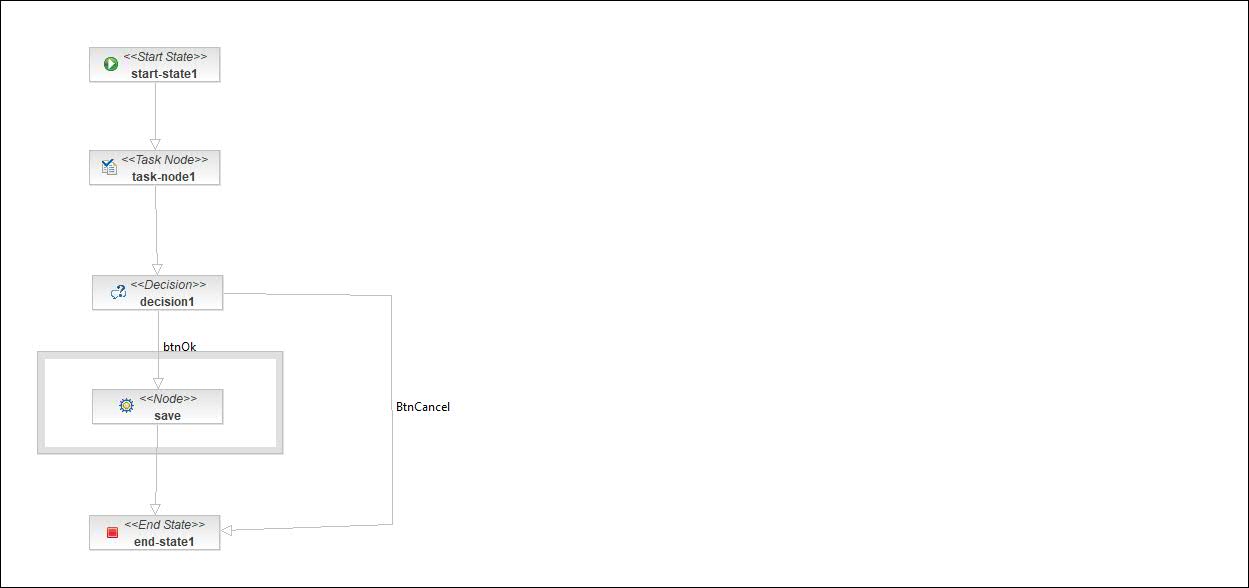 <<Start State>>
start-state1
<<Task Node>>
task-node1
<<Decision>>
decision1
btnOk
<<Node>>
save
BtnCancel
<<End State>>
end-state1